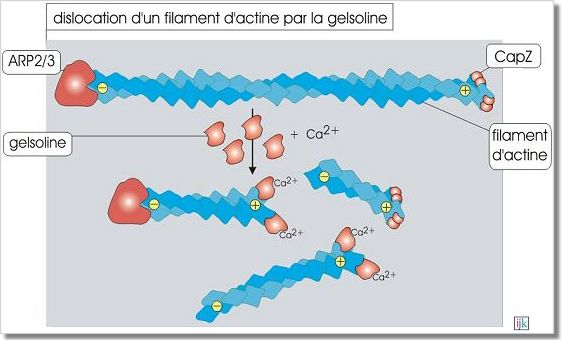 dislocation d'un filament d'actine par la gelsoline
ARP2/3
CapZ
−
+
gelsoline
+ Ca2+
filament
d'actine
Ca2+
−
−
+
+
Ca2+
Ca2+
+
Ca2+
−
ijk